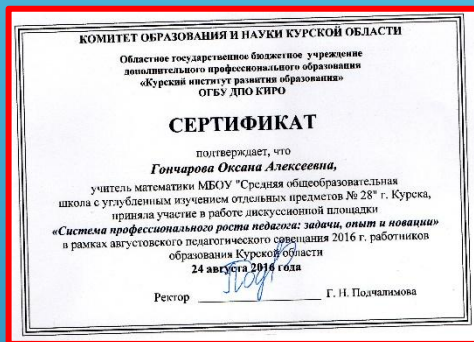 КОМИТЕТ ОБРАЗОВАНИЯ И НАУКИ КУРСКОЙ ОБЛАСТИ
Областное государственное бюджетное учреждение
дополнительного профессионального образования
«Курский институт развития образования»
ОГБУ ДПО КИРО
СЕРТИФИКАТ
подтверждает, что
Гончарова Оксана Алексеевна,
учитель математики МБОУ "Средняя общеобразовательная
школа с углубленным изучением отдельных предметов № 28" г. Курска,
приняла участие в работе дискуссионной площадки
«Система профессионального роста педагога: задачи, опыт и новации»
в рамках августовского педагогического совещания 2016 г. работников
образования Курской области
24 августа 2016 года
Ректор Г. Н. Подчалимова